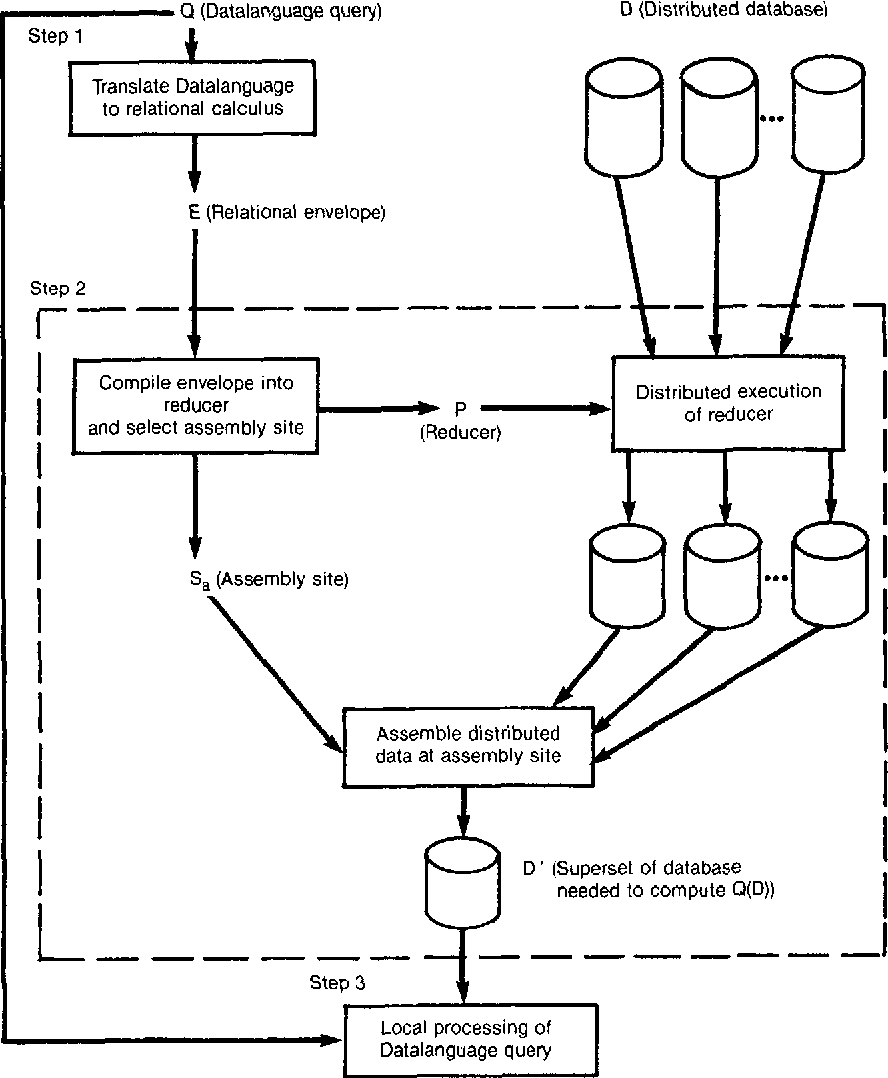 Q (Datalanguage query)
D (Distributed database)
Step 1
Translate Datalanguage
to relational calculus
...
E (Relational envelope)
Step 2
Compile envelope into
reducer
and select assembly site
P
(Reducer)
Distributed execution
of reducer
...
Sa (Assembly site)
Assemble distributed
data at assembly site
D' (Superset of database
needed to compute Q(D))
Step 3
Local processing of
Datalanguage query